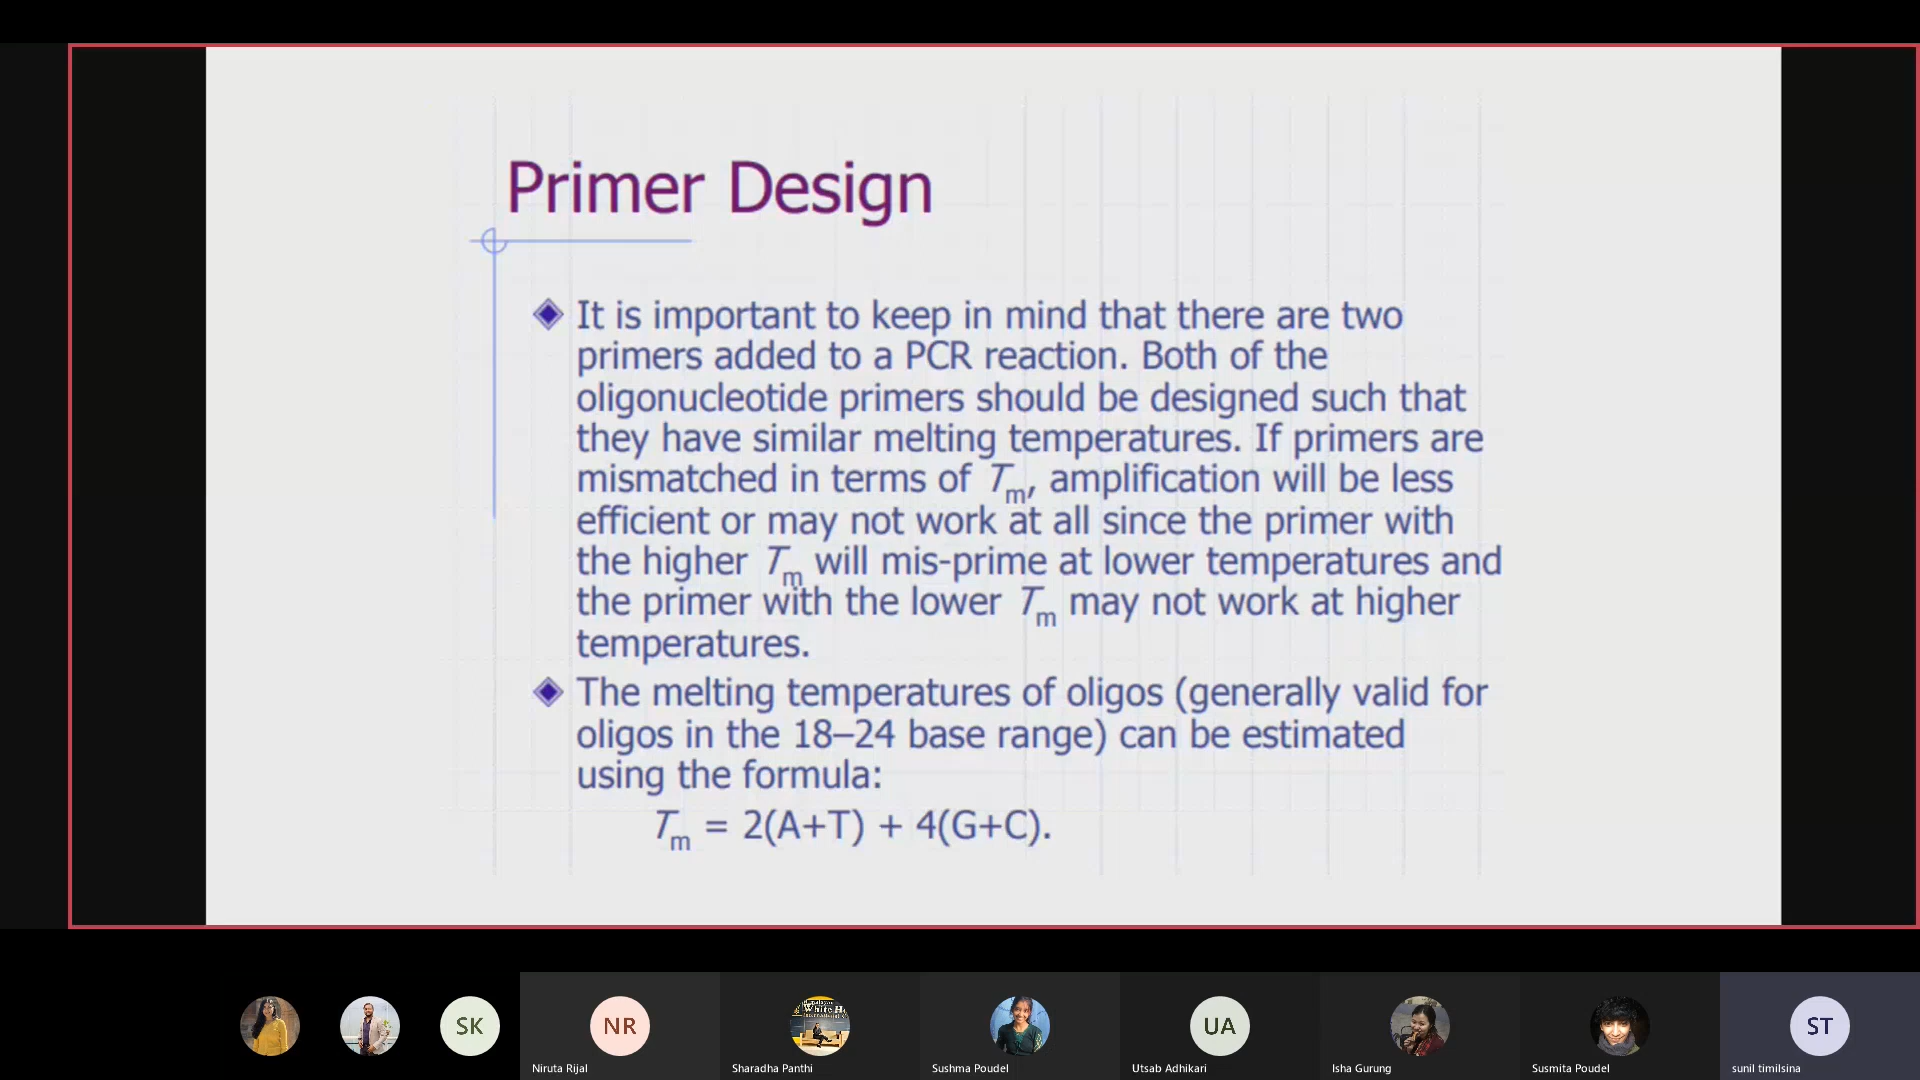 Primer Design
It is important to keep in mind that there are two
primers added to a PCR reaction. Both of the
oligonucleotide primers should be designed such that
they have similar melting temperatures. If primers are
mismatched in terms of Tm, amplification will be less
efficient or may not work at all since the primer with
the higher Tm will mis-prime at lower temperatures and
the primer with the lower Tm may not work at higher
temperatures.
The melting temperatures of oligos (generally valid for
oligos in the 18–24 base range) can be estimated
using the formula:
Tm = 2(A+T) + 4(G+C).
SK
NR
White H
UA
ST
Niruta Rijal
Sharadha Panthi
Sushma Poudel
Utsab Adhikari
Isha Gurung
Susmita Poudel
sunil timilsina